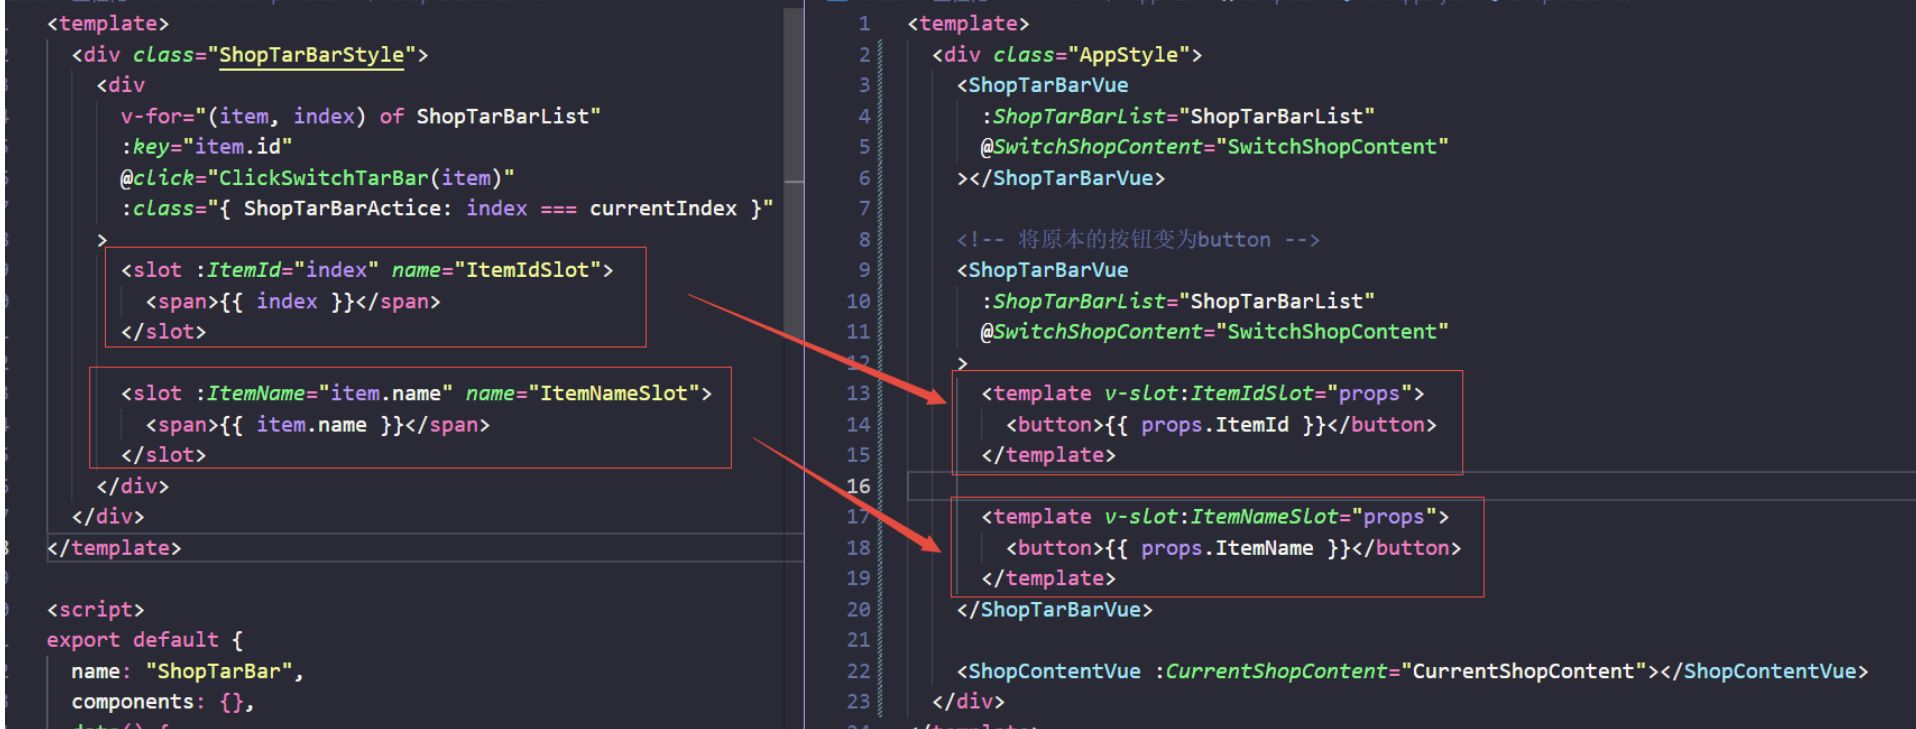 <template>
<div class="ShopTarBarStyle">
<div
v-for="(item, index) of ShopTarBarList"
:key="item.id"
@click="ClickSwitchTarBar(item)"
:class="{ ShopTarBarActice: index === currentIndex }"
>
<slot :ItemId="index" name="ItemIdSlot">
<span>{{ index }}</span>
</slot>
<slot :ItemName="item.name" name="ItemNameSlot">
<span>{{ item.name }}</span>
</slot>
</div>
</div>
</template>
<script>
export default {
name: "ShopTarBar",
components: {},
data() {
1 <template>
2 <div class="AppStyle">
3 <ShopTarBarVue
4 :ShopTarBarList="ShopTarBarList"
5 @SwitchShopContent="SwitchShopContent"
6 ></ShopTarBarVue>
7
8 <!-- 将原本的按钮变为button -->
9 <ShopTarBarVue
10 :ShopTarBarList="ShopTarBarList"
11 @SwitchShopContent="SwitchShopContent"
12 >
13 <template v-slot:ItemIdSlot="props">
14 <button>{{ props.ItemId }}</button>
15 </template>
16
17 <template v-slot:ItemNameSlot="props">
18 <button>{{ props.ItemName }}</button>
19 </template>
20 </ShopTarBarVue>
21
22 <ShopContentVue :CurrentShopContent="CurrentShopContent"></ShopContentVue>
23 </div>
24 </template>